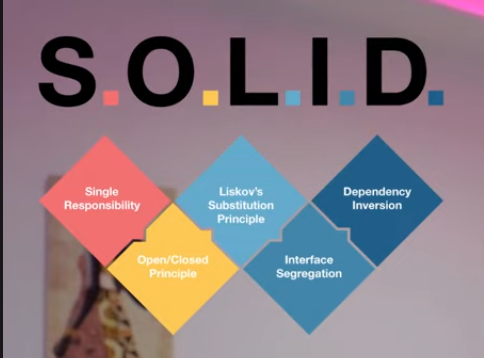 S.O.L.I.D.
Single
Responsibility
Open/Closed
Principle
Liskov's
Substitution
Principle
Interface
Segregation
Dependency
Inversion